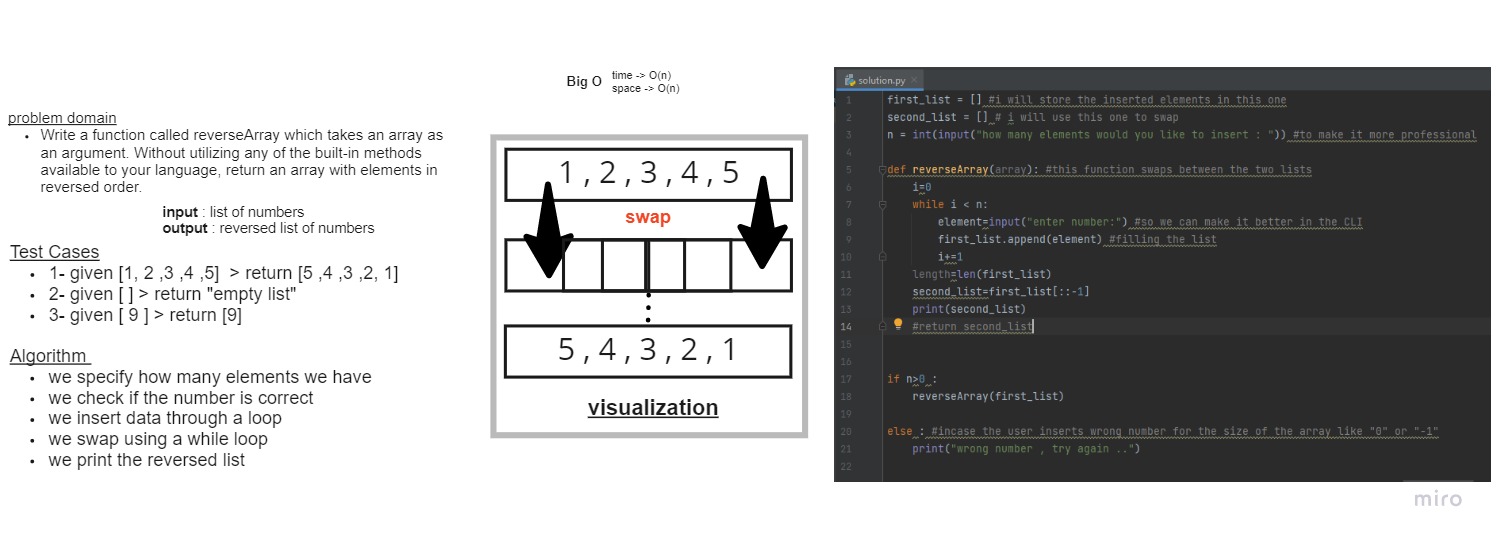 problem domain
Write a function called reverseArray which takes an array as
an argument. Without utilizing any of the built-in methods
available to your language, return an array with elements in
reversed order.
input : list of numbers
output : reversed list of numbers
Test Cases
1- given [1, 2 ,3 ,4 ,5] > return [5 ,4 ,3 ,2, 1]
2- given [ ] > return "empty list"
3- given [ 9 ] > return [9]
Algorithm
we specify how many elements we have
we check if the number is correct
we insert data through a loop
we swap using a while loop
we print the reversed list
Big O
time -> O(n)
space -> O(n)
1 , 2 , 3 , 4 , 5
swap
5 , 4 , 3 , 2 , 1
visualization
solution.py
1 first_list = [] #i will store the inserted elements in this one
2 second_list = [] # i will use this one to swap
3 n = int(input("how many elements would you like to insert : ")) #to make it more professional
4
5 def reverseArray(array): #this function swaps between the two lists
6 i=0
7 while i < n:
8 element=input("enter number:") #so we can make it better in the CLI
9 first_list.append(element) #filling the list
10 i+=1
11 length=len(first_list)
12 second_list=first_list[::-1]
13 print(second_list)
14 #return second_list
15
16
17 if n>0 :
18 reverseArray(first_list)
19
20 else : #incase the user inserts wrong number for the size of the array like "0" or "-1"
21 print("wrong number , try again ..")
22
miro